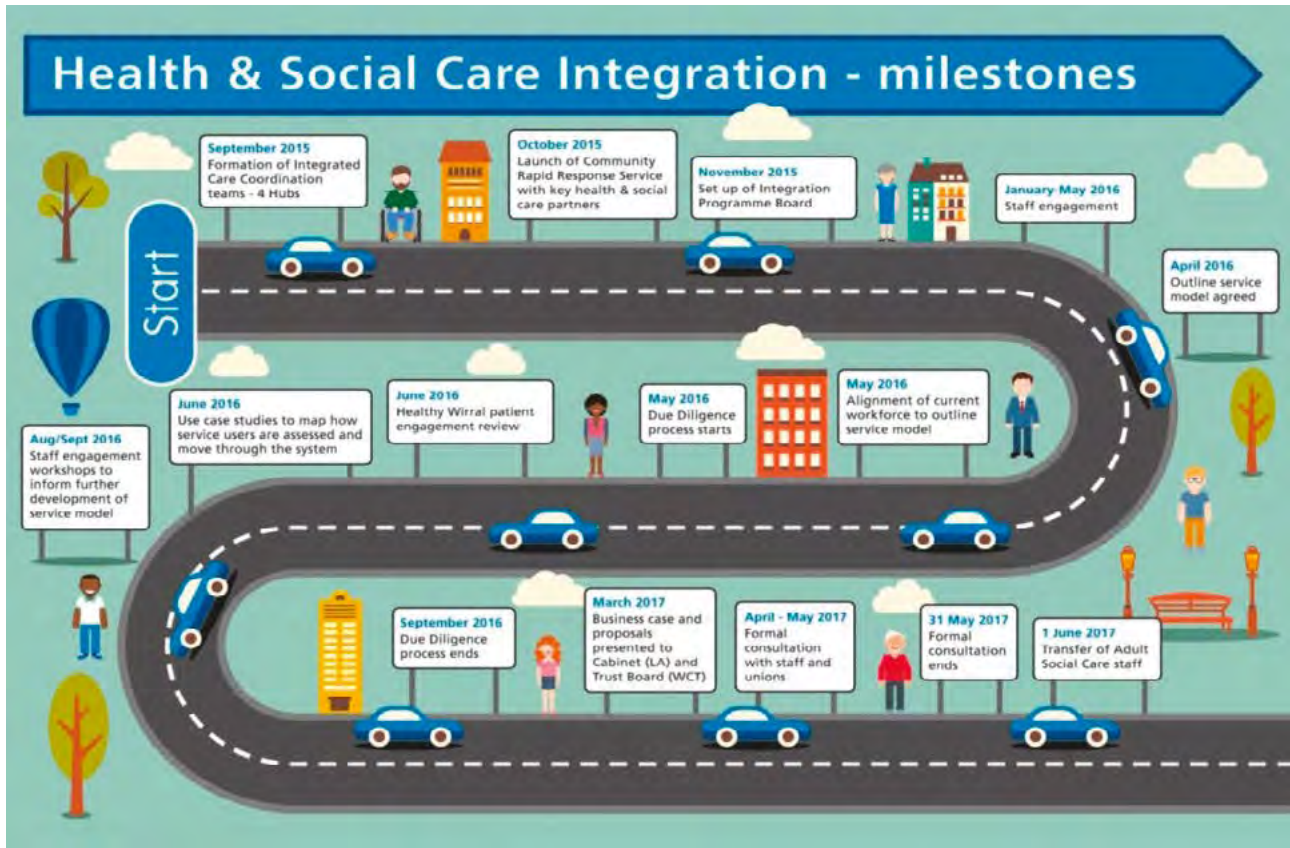 Health & Social Care Integration - milestones
Start
September 2015
Formation of Integrated
Care Coordination
teams - 4 Hubs
October 2015
Launch of Community
Rapid Response Service
with key health & social
care partners
November 2015
Set up of Integration
Programme Board
January-May 2016
Staff engagement
April 2016
Outline service
model agreed
May 2016
Alignment of current
workforce to outline
service model
May 2016
Due Diligence
process starts
June 2016
Healthy Wirral patient
engagement review
June 2016
Use case studies to map how
service users are assessed and
move through the system
Aug/Sept 2016
Staff engagement
workshops to
inform further
development of
service model
September 2016
Due Diligence
process ends
March 2017
Business case and
proposals
presented to
Cabinet (LA) and
Trust Board (WCT)
April - May 2017
Formal
consultation
with staff and
unions
31 May 2017
Formal
consultation
ends
1 June 2017
Transfer of Adult
Social Care staff